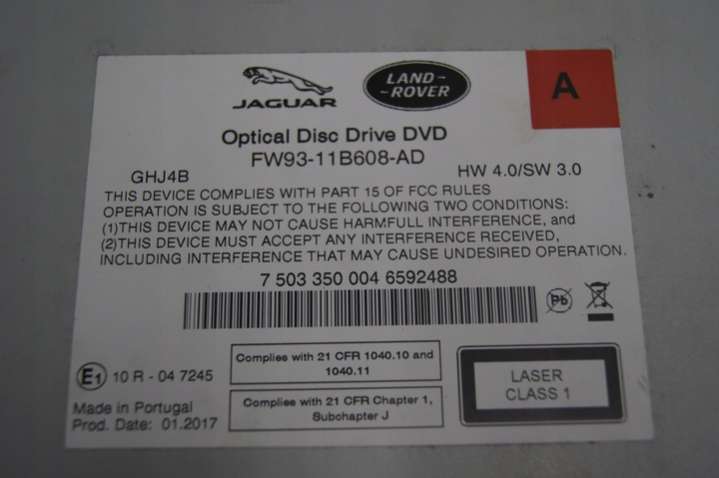 JAGUAR
LAND-
-ROVER
A
Optical Disc Drive DVD
FW93-11B608-AD
GHJ4B
HW 4.0/SW 3.0
THIS DEVICE COMPLIES WITH PART 15 OF FCC RULES
OPERATION IS SUBJECT TO THE FOLLOWING TWO CONDITIONS:
(1)THIS DEVICE MAY NOT CAUSE HARMFULL INTERFERENCE, and
(2)THIS DEVICE MUST ACCEPT ANY INTERFERENCE RECEIVED,
INCLUDING INTERFERENCE THAT MAY CAUSE UNDESIRED OPERATION.
7 503 350 004 6592488
Pb
E1 10 R - 04 7245
Complies with 21 CFR 1040.10 and
1040.11
Made in Portugal
Prod. Date: 01.2017
Complies with 21 CFR Chapter 1,
Subchapter J
LASER
CLASS 1